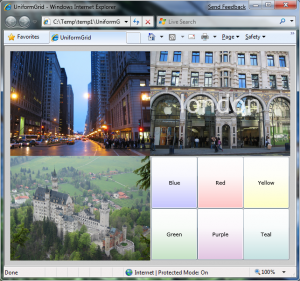 UniformGrid - Windows Internet Explorer
Send Feedback
C:\Temp\temp1\UniformG
Live Search
Favorites
UniformGrid
Page
Safety
london
Blue
Red
Yellow
Green
Purple
Teal
Done
Internet | Protected Mode: On
100%